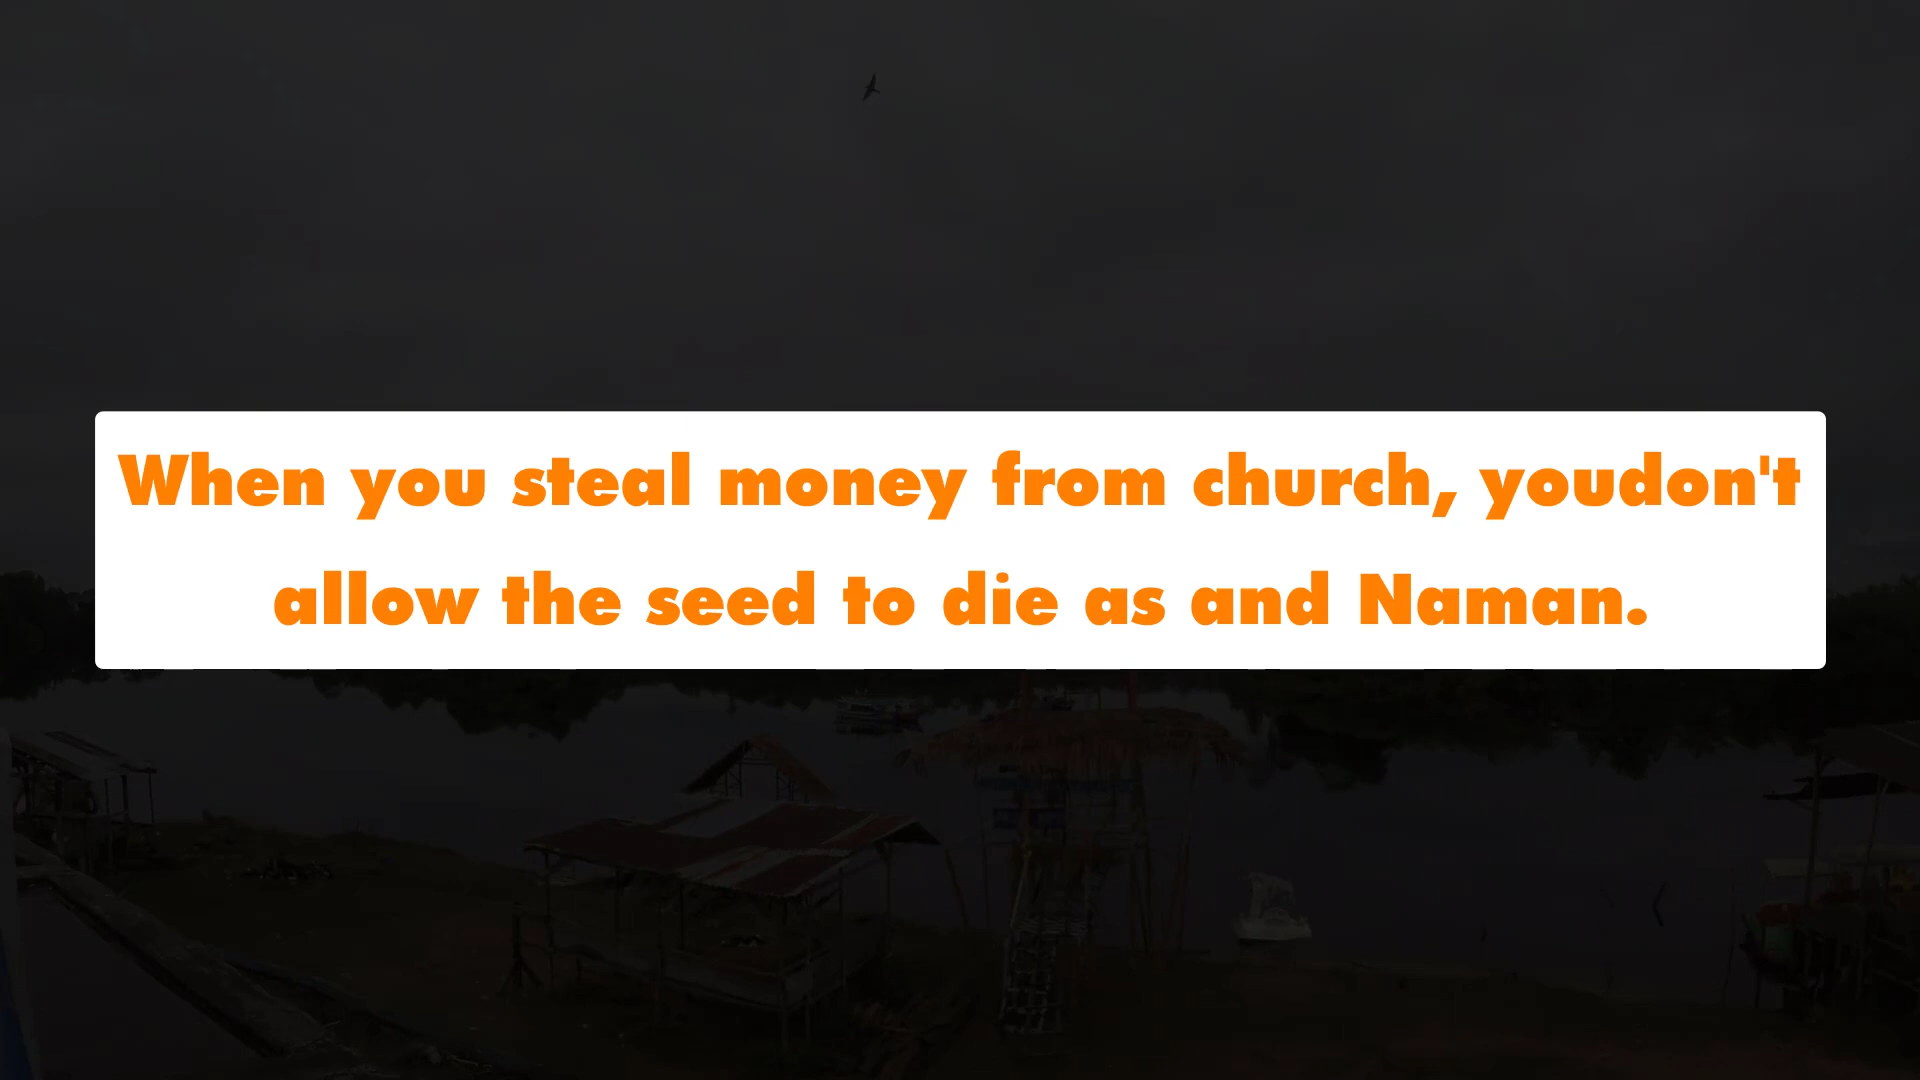 When you steal money from church, youdon't
allow the seed to die as and Naman.